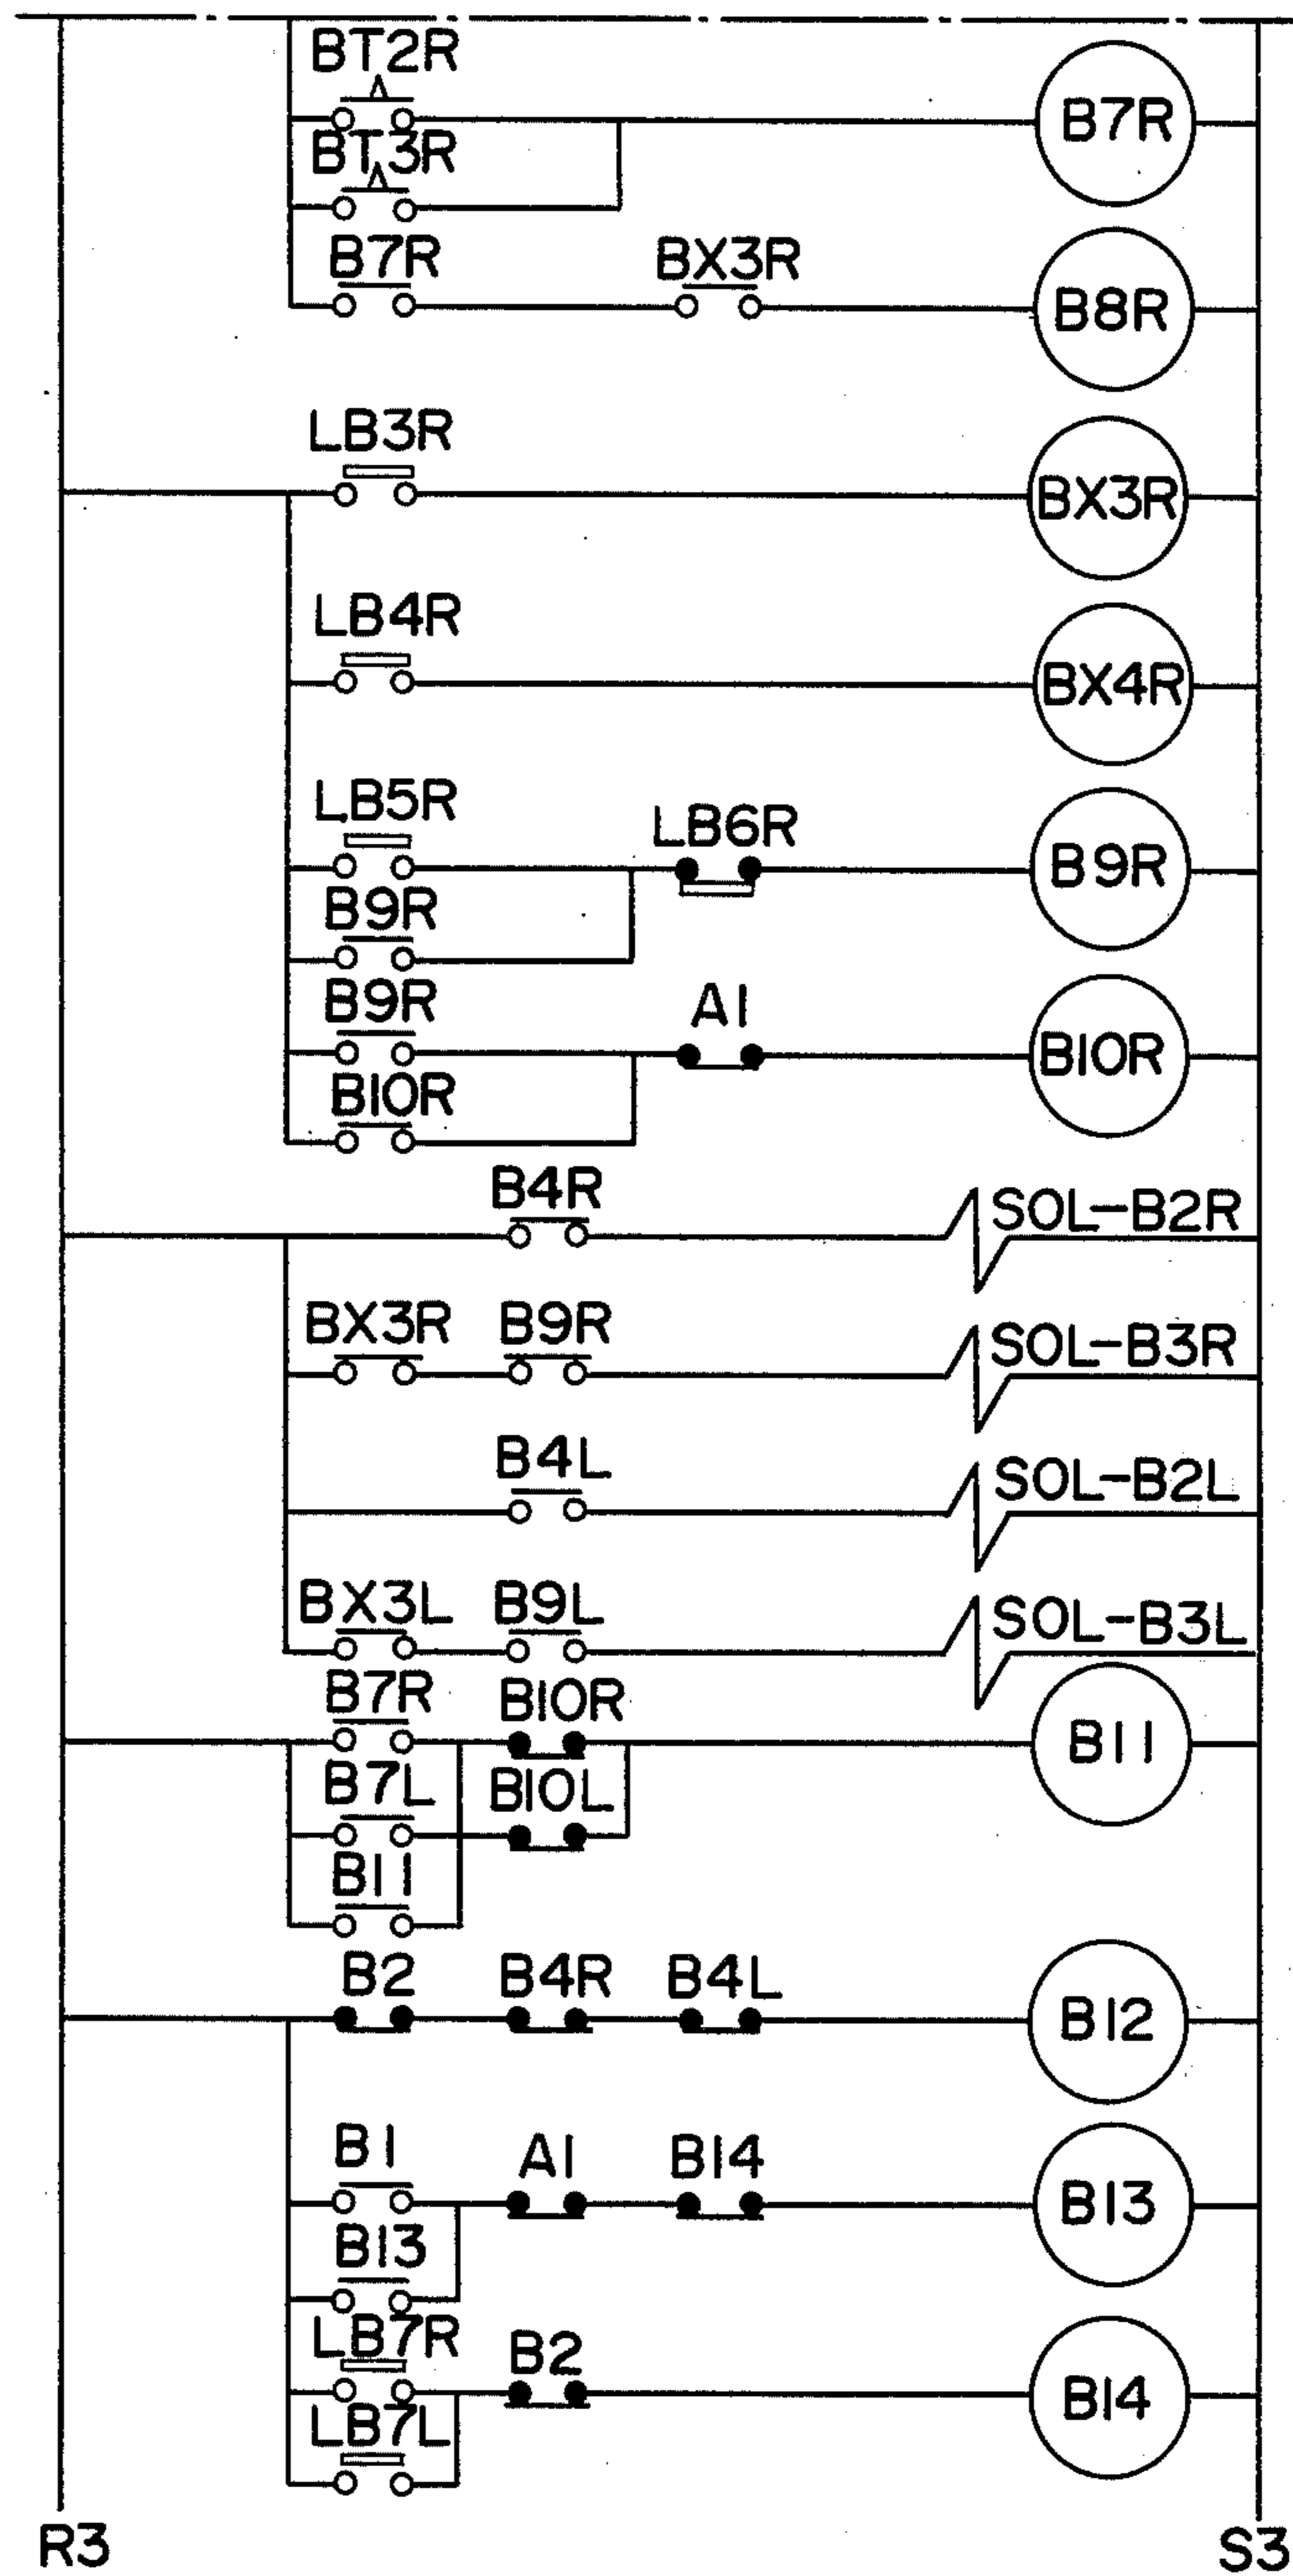 BT2R
B7R
BT3R
B7R BX3R
B8R
LB3R
BX3R
LB4R
BX4R
LB5R LB6R
B9R
B9R
B9R A1
B10R
B10R
B4R SOL-B2R
BX3R B9R SOL-B3R
B4L SOL-B2L
BX3L B9L SOL-B3L
B7R B10R
B11
B7L B10L
B11
B2 B4R B4L
B12
B1 A1 B14
B13
B13
LB7R B2
B14
LB7L
R3 S3